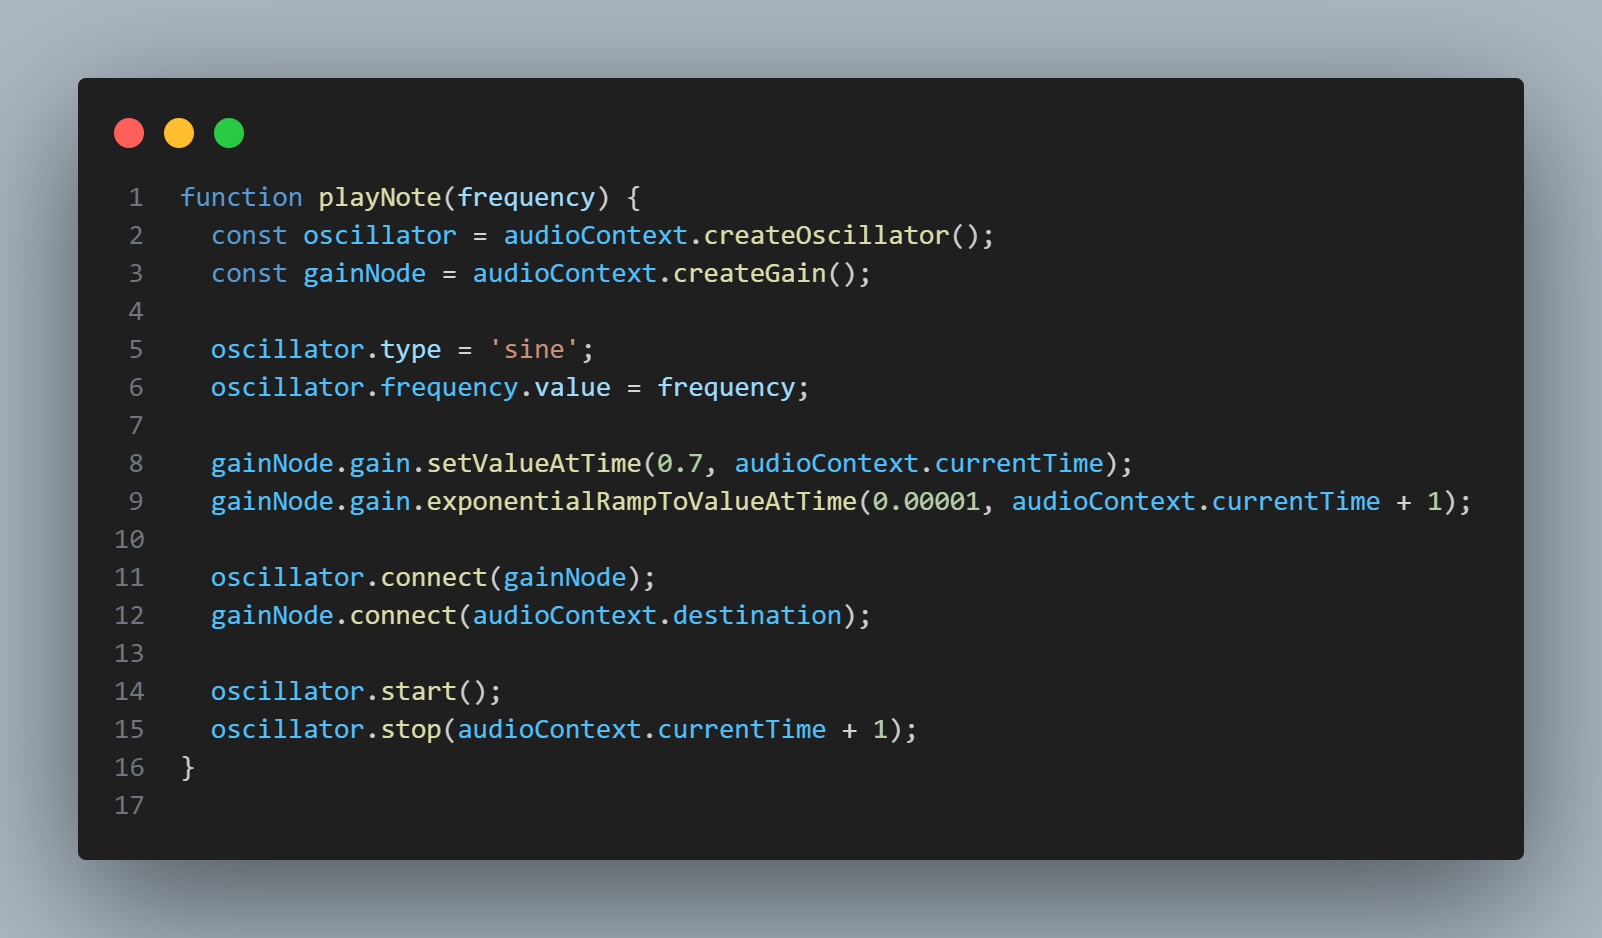 1 function playNote(frequency) {
2   const oscillator = audioContext.createOscillator();
3   const gainNode = audioContext.createGain();
4
5   oscillator.type = 'sine';
6   oscillator.frequency.value = frequency;
7
8   gainNode.gain.setValueAtTime(0.7, audioContext.currentTime);
9   gainNode.gain.exponentialRampToValueAtTime(0.00001, audioContext.currentTime + 1);
10
11   oscillator.connect(gainNode);
12   gainNode.connect(audioContext.destination);
13
14   oscillator.start();
15   oscillator.stop(audioContext.currentTime + 1);
16 }
17